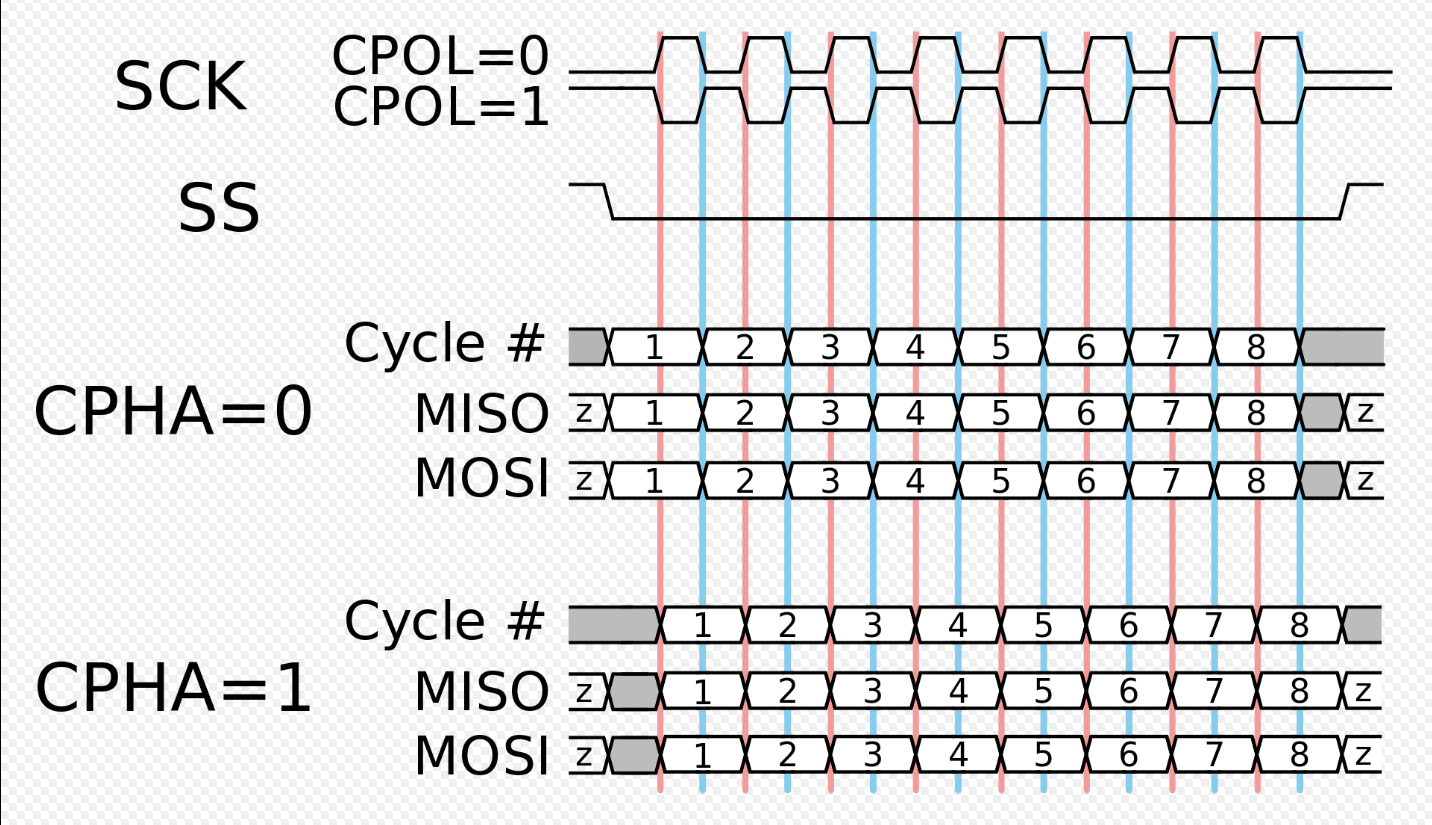 SCK
CPOL=0
CPOL=1
SS
Cycle # 1 2 3 4 5 6 7 8
CPHA=0
MISO z 1 2 3 4 5 6 7 8 z
MOSI z 1 2 3 4 5 6 7 8 z
Cycle # 1 2 3 4 5 6 7 8
CPHA=1
MISO z 1 2 3 4 5 6 7 8 z
MOSI z 1 2 3 4 5 6 7 8 z